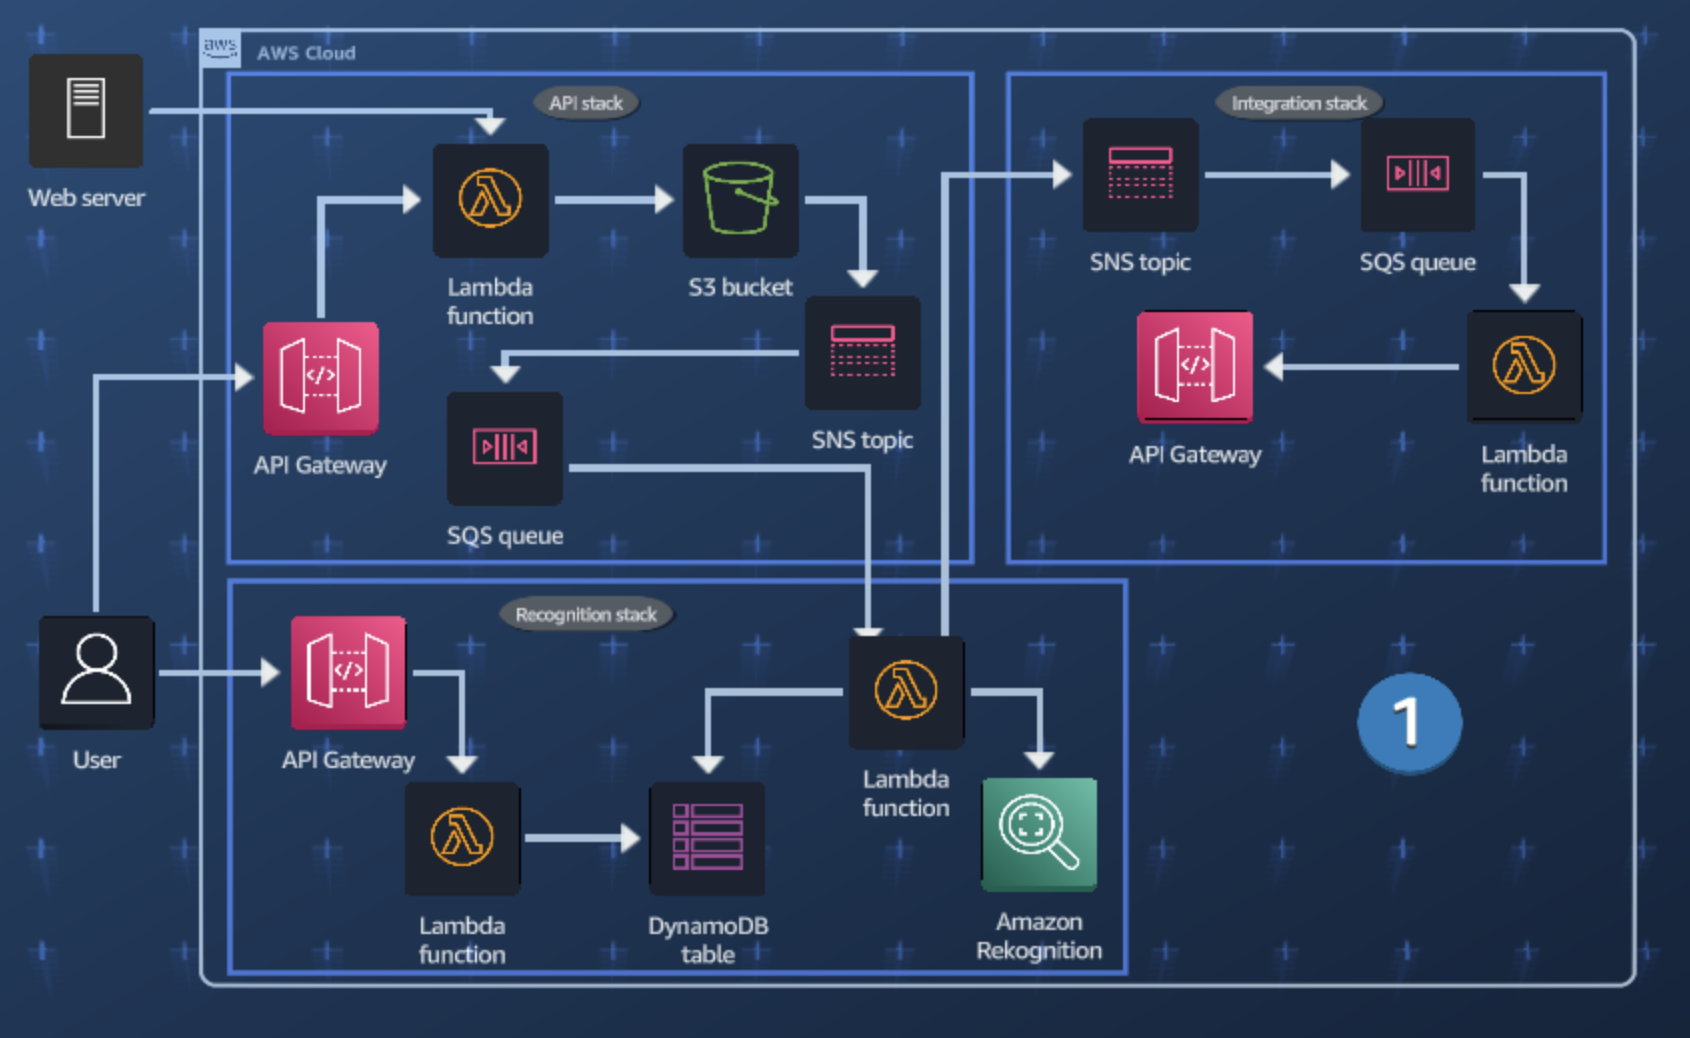 aws
AWS Cloud
API stack
Integration stack
Web server
Lambda
function
S3 bucket
SNS topic
SQS queue
</>
API Gateway
SNS topic
SQS queue
</>
API Gateway
Lambda
function
Recognition stack
User
</>
API Gateway
Lambda
function
DynamoDB
table
Lambda
function
Amazon
Rekognition
1